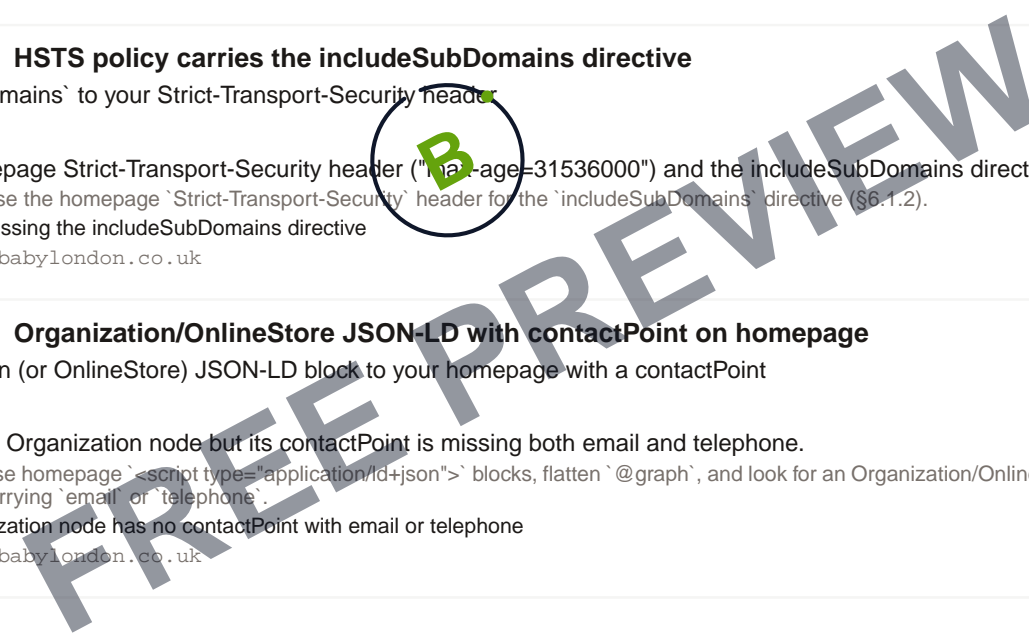 HSTS policy carries the includeSubDomains directive
mains` to your Strict-Transport-Security header
B
epage Strict-Transport-Security header ("max-age=31536000") and the includeSubDomains direct
se the homepage `Strict-Transport-Security` header for the `includeSubDomains` directive (§6.1.2).
ssing the includeSubDomains directive
babylondon.co.uk
Organization/OnlineStore JSON-LD with contactPoint on homepage
n (or OnlineStore) JSON-LD block to your homepage with a contactPoint
Organization node but its contactPoint is missing both email and telephone.
se homepage `<script type="application/ld+json">` blocks, flatten `@graph`, and look for an Organization/Onlin
rrying `email` or `telephone`.
zation node has no contactPoint with email or telephone
babylondon.co.uk
FREE PREVIEW